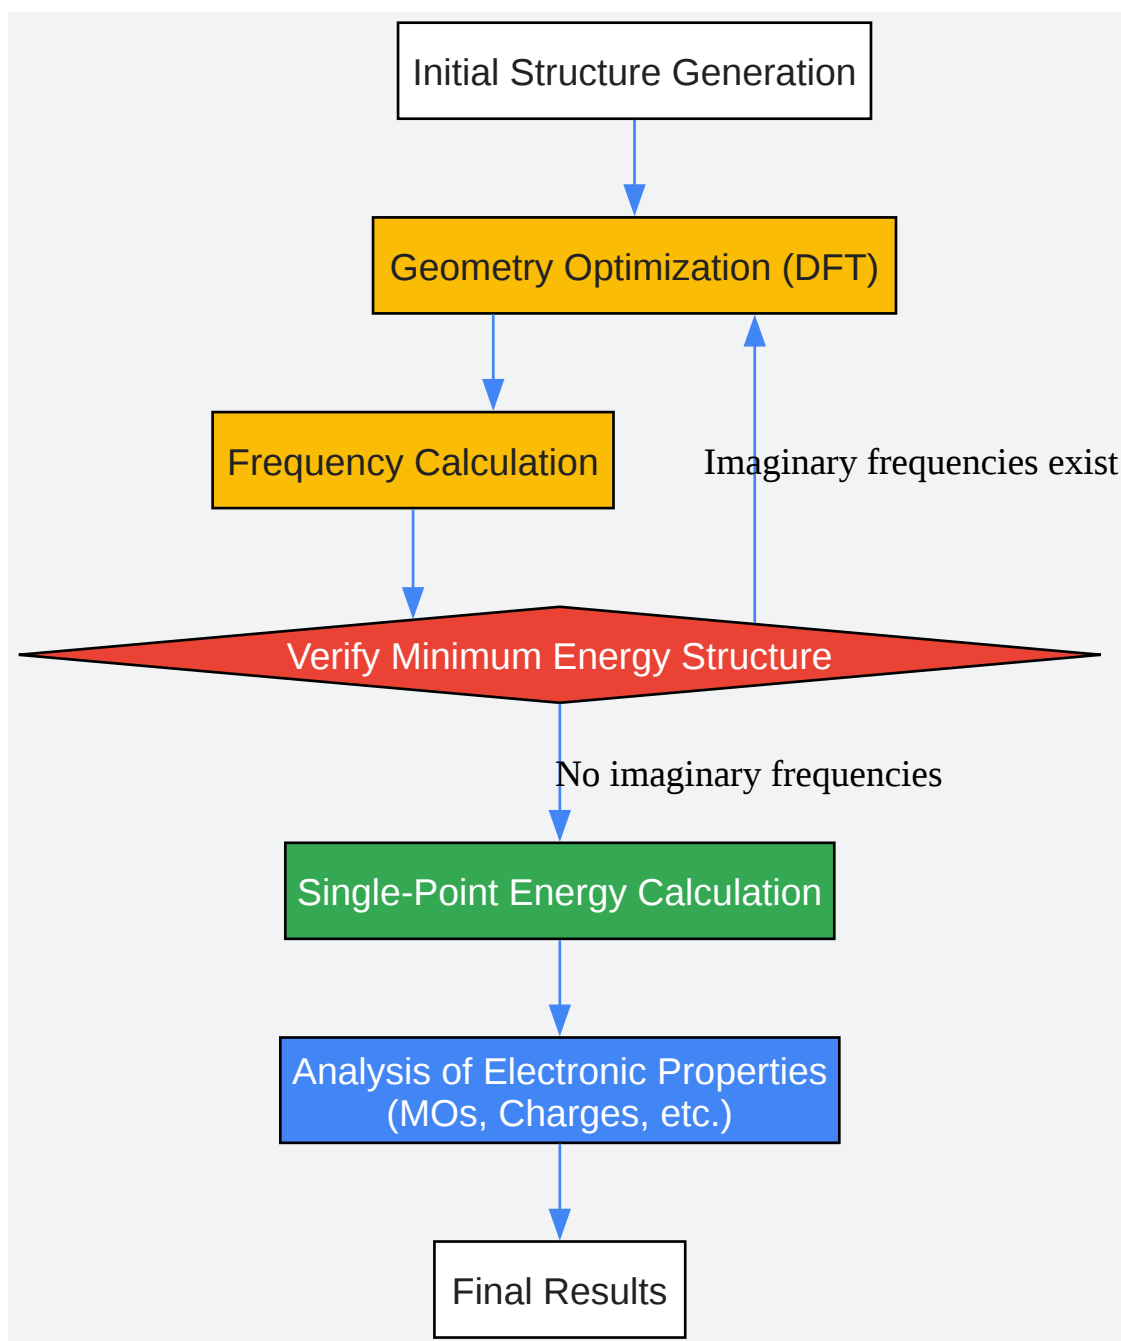 Initial Structure Generation
Geometry Optimization (DFT)
Frequency Calculation
Imaginary frequencies exist
Verify Minimum Energy Structure
No imaginary frequencies
Single-Point Energy Calculation
Analysis of Electronic Properties
(MOs, Charges, etc.)
Final Results